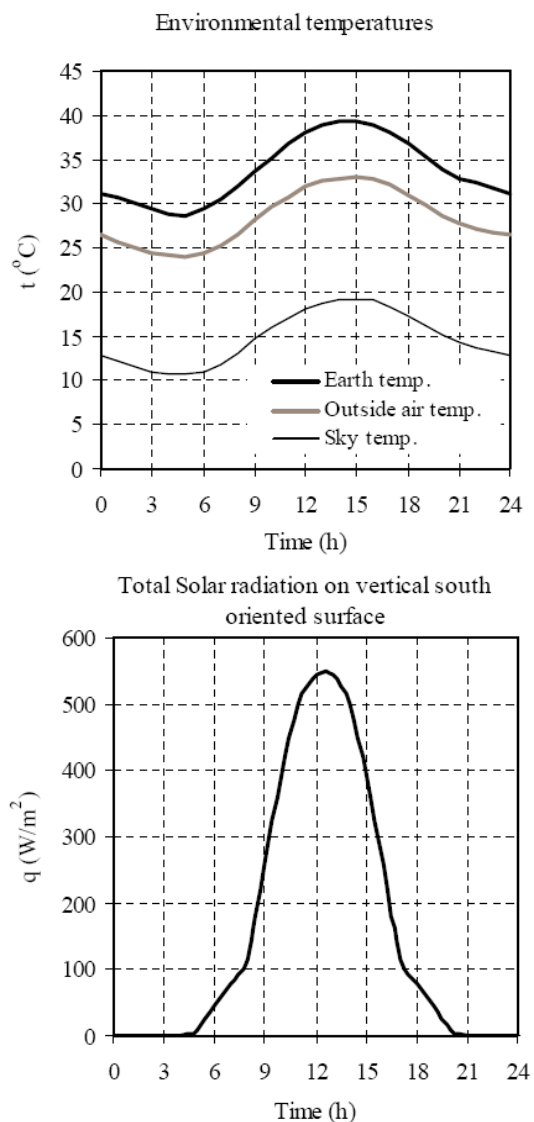 Environmental temperatures
45
40
35
30
25
20
15
10
5
0
t (°C)
Earth temp.
Outside air temp.
Sky temp.
0 3 6 9 12 15 18 21 24
Time (h)
Total Solar radiation on vertical south
oriented surface
600
500
400
300
200
100
0
q (W/m²)
0 3 6 9 12 15 18 21 24
Time (h)